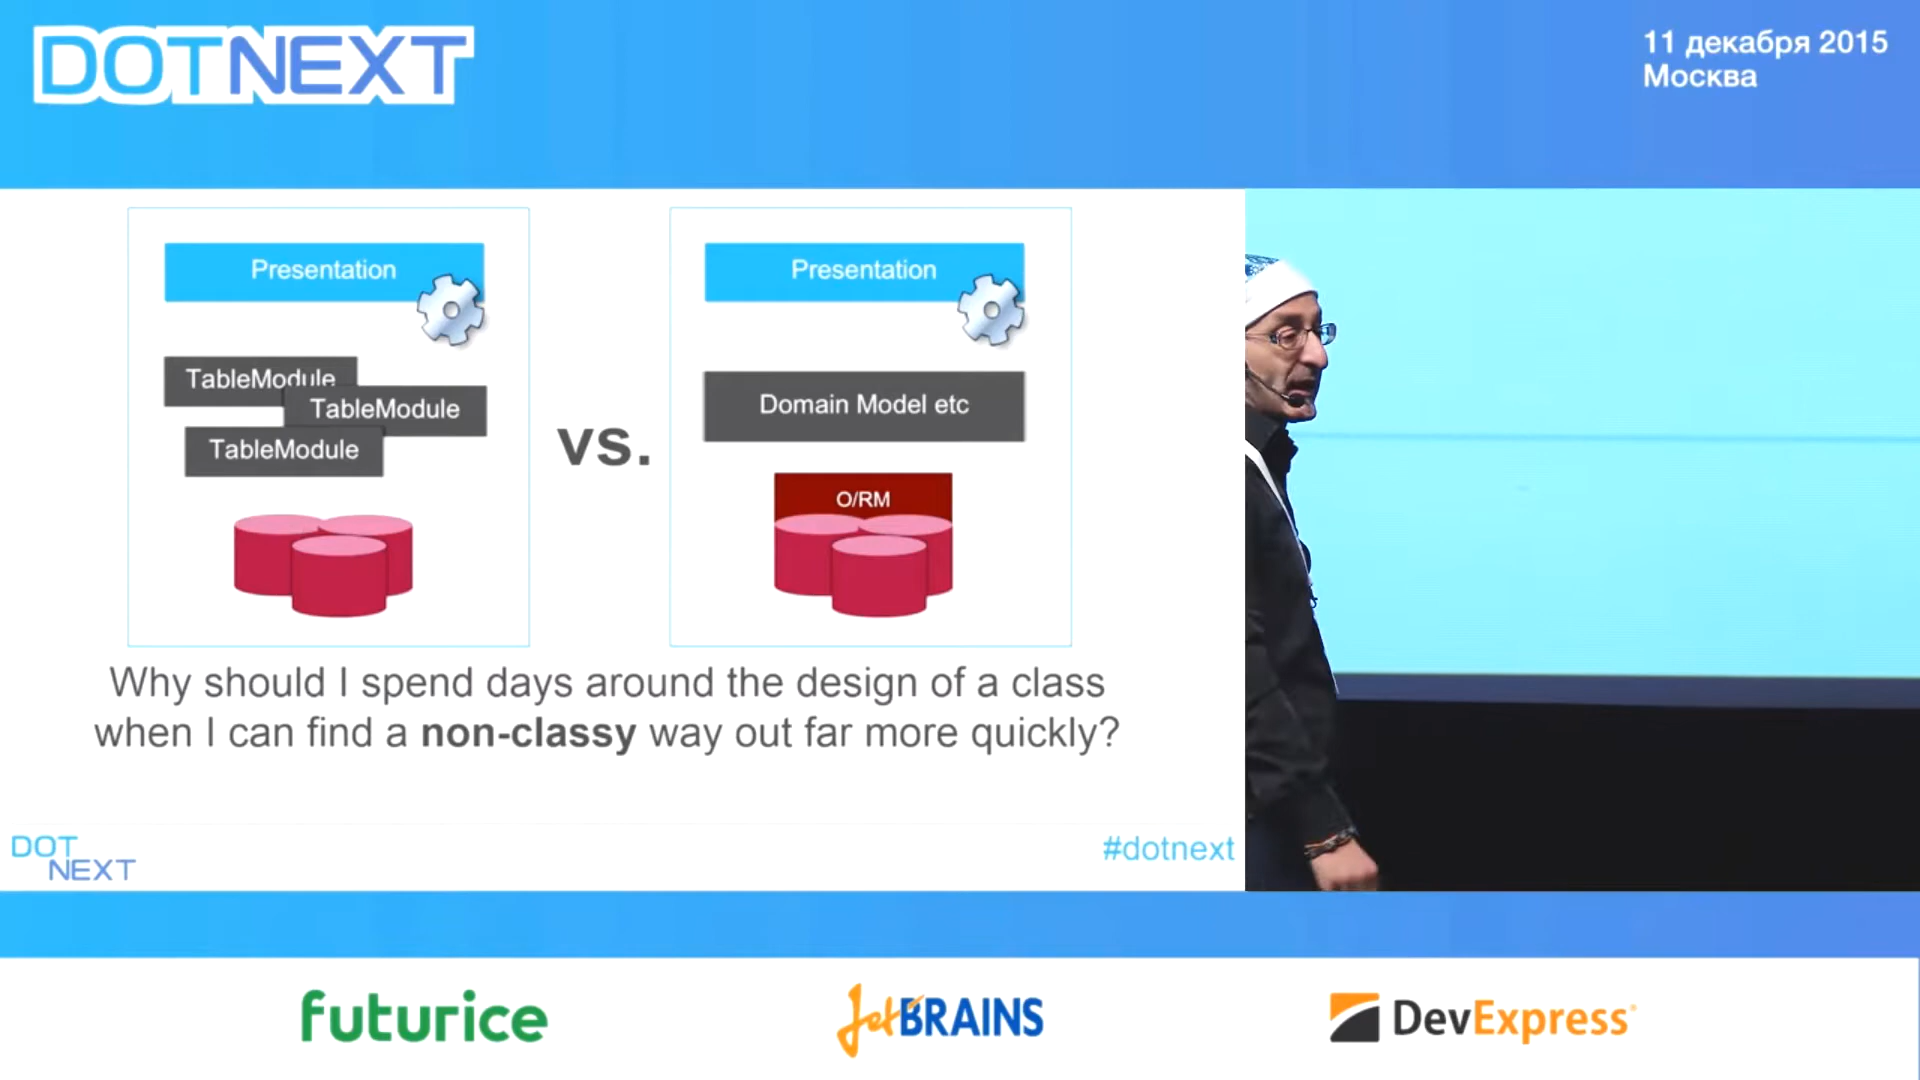 DOTNEXT
11 декабря 2015
Москва
Presentation
TableModule
TableModule
TableModule
vs.
Presentation
Domain Model etc
O/RM
Why should I spend days around the design of a class
when I can find a non-classy way out far more quickly?
DOT
NEXT
#dotnext
futurice
JetBRAINS
DevExpress